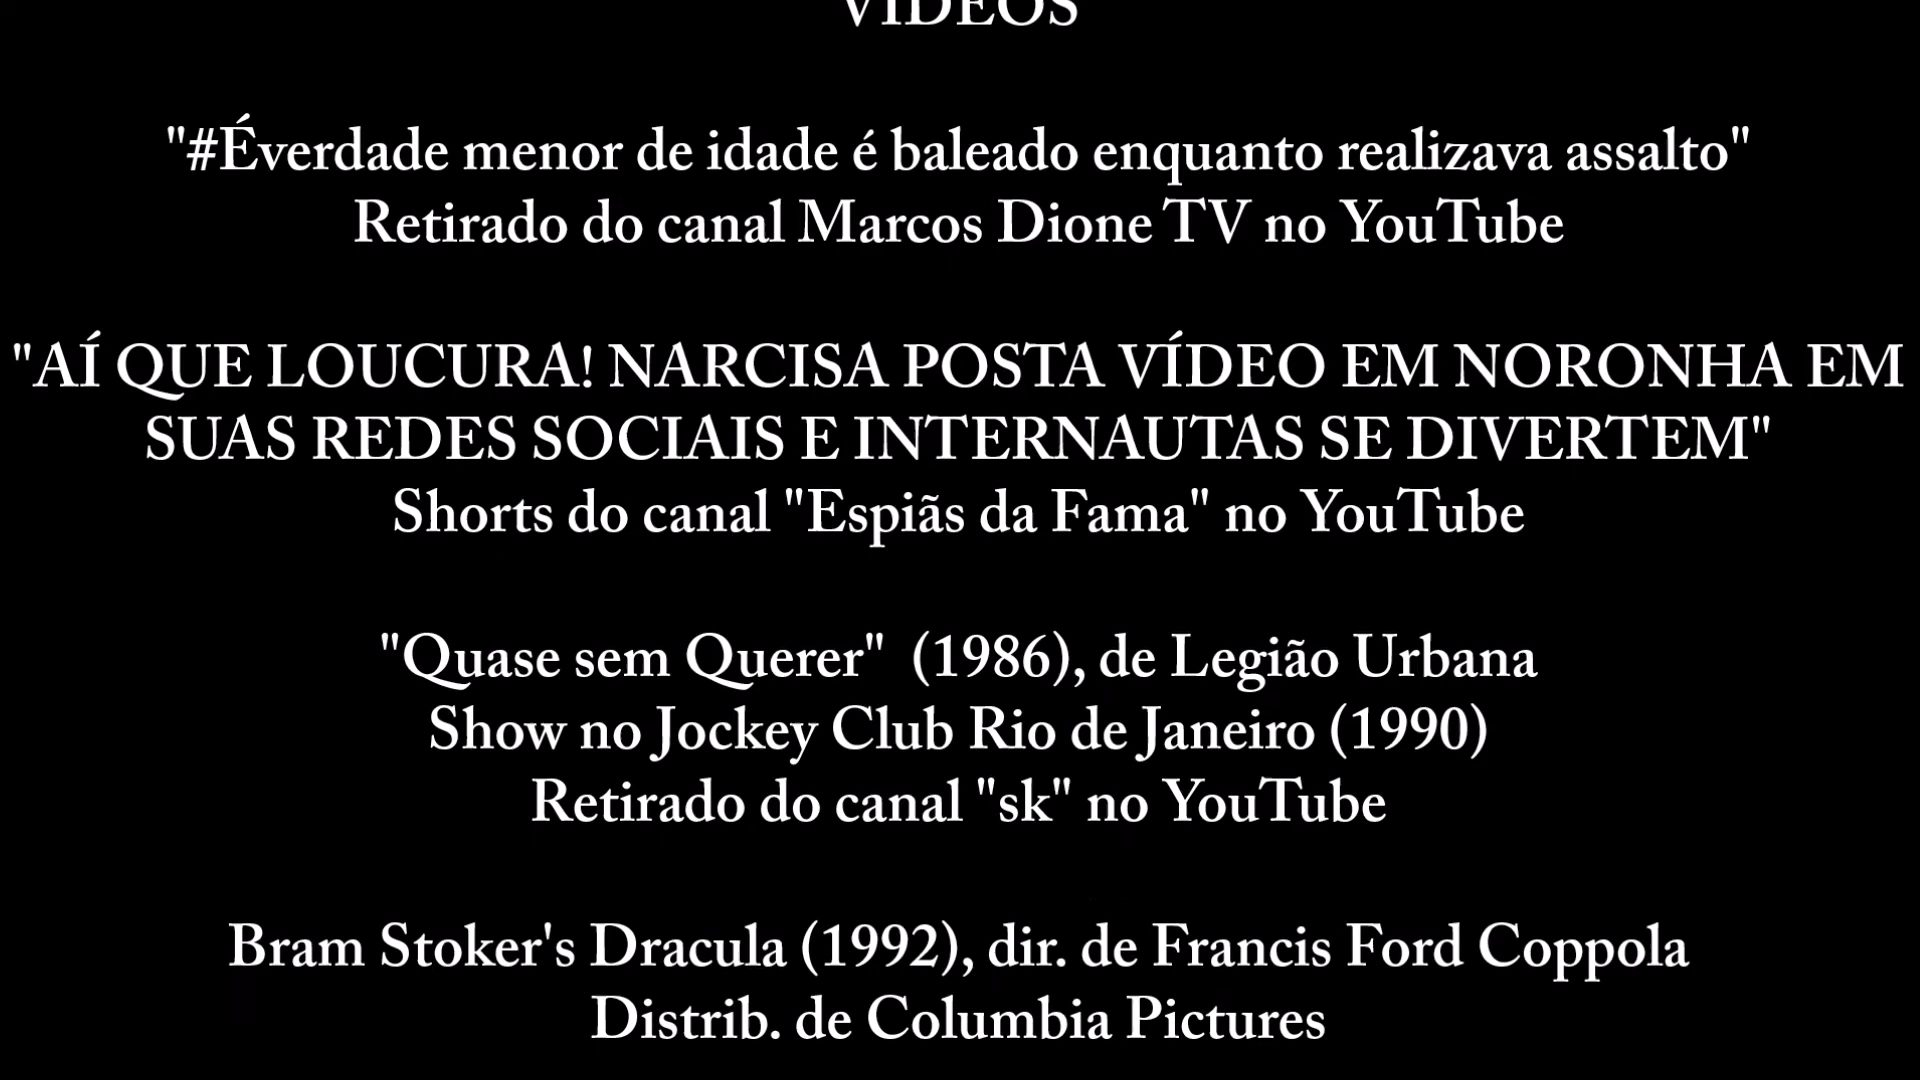 VÍDEOS
"#Éverdade menor de idade é baleado enquanto realizava assalto"
Retirado do canal Marcos Dione TV no YouTube
"AÍ QUE LOUCURA! NARCISA POSTA VÍDEO EM NORONHA EM
SUAS REDES SOCIAIS E INTERNAUTAS SE DIVERTEM"
Shorts do canal "Espiãs da Fama" no YouTube
"Quase sem Querer"  (1986), de Legião Urbana
Show no Jockey Club Rio de Janeiro (1990)
Retirado do canal "sk" no YouTube
Bram Stoker's Dracula (1992), dir. de Francis Ford Coppola
Distrib. de Columbia Pictures